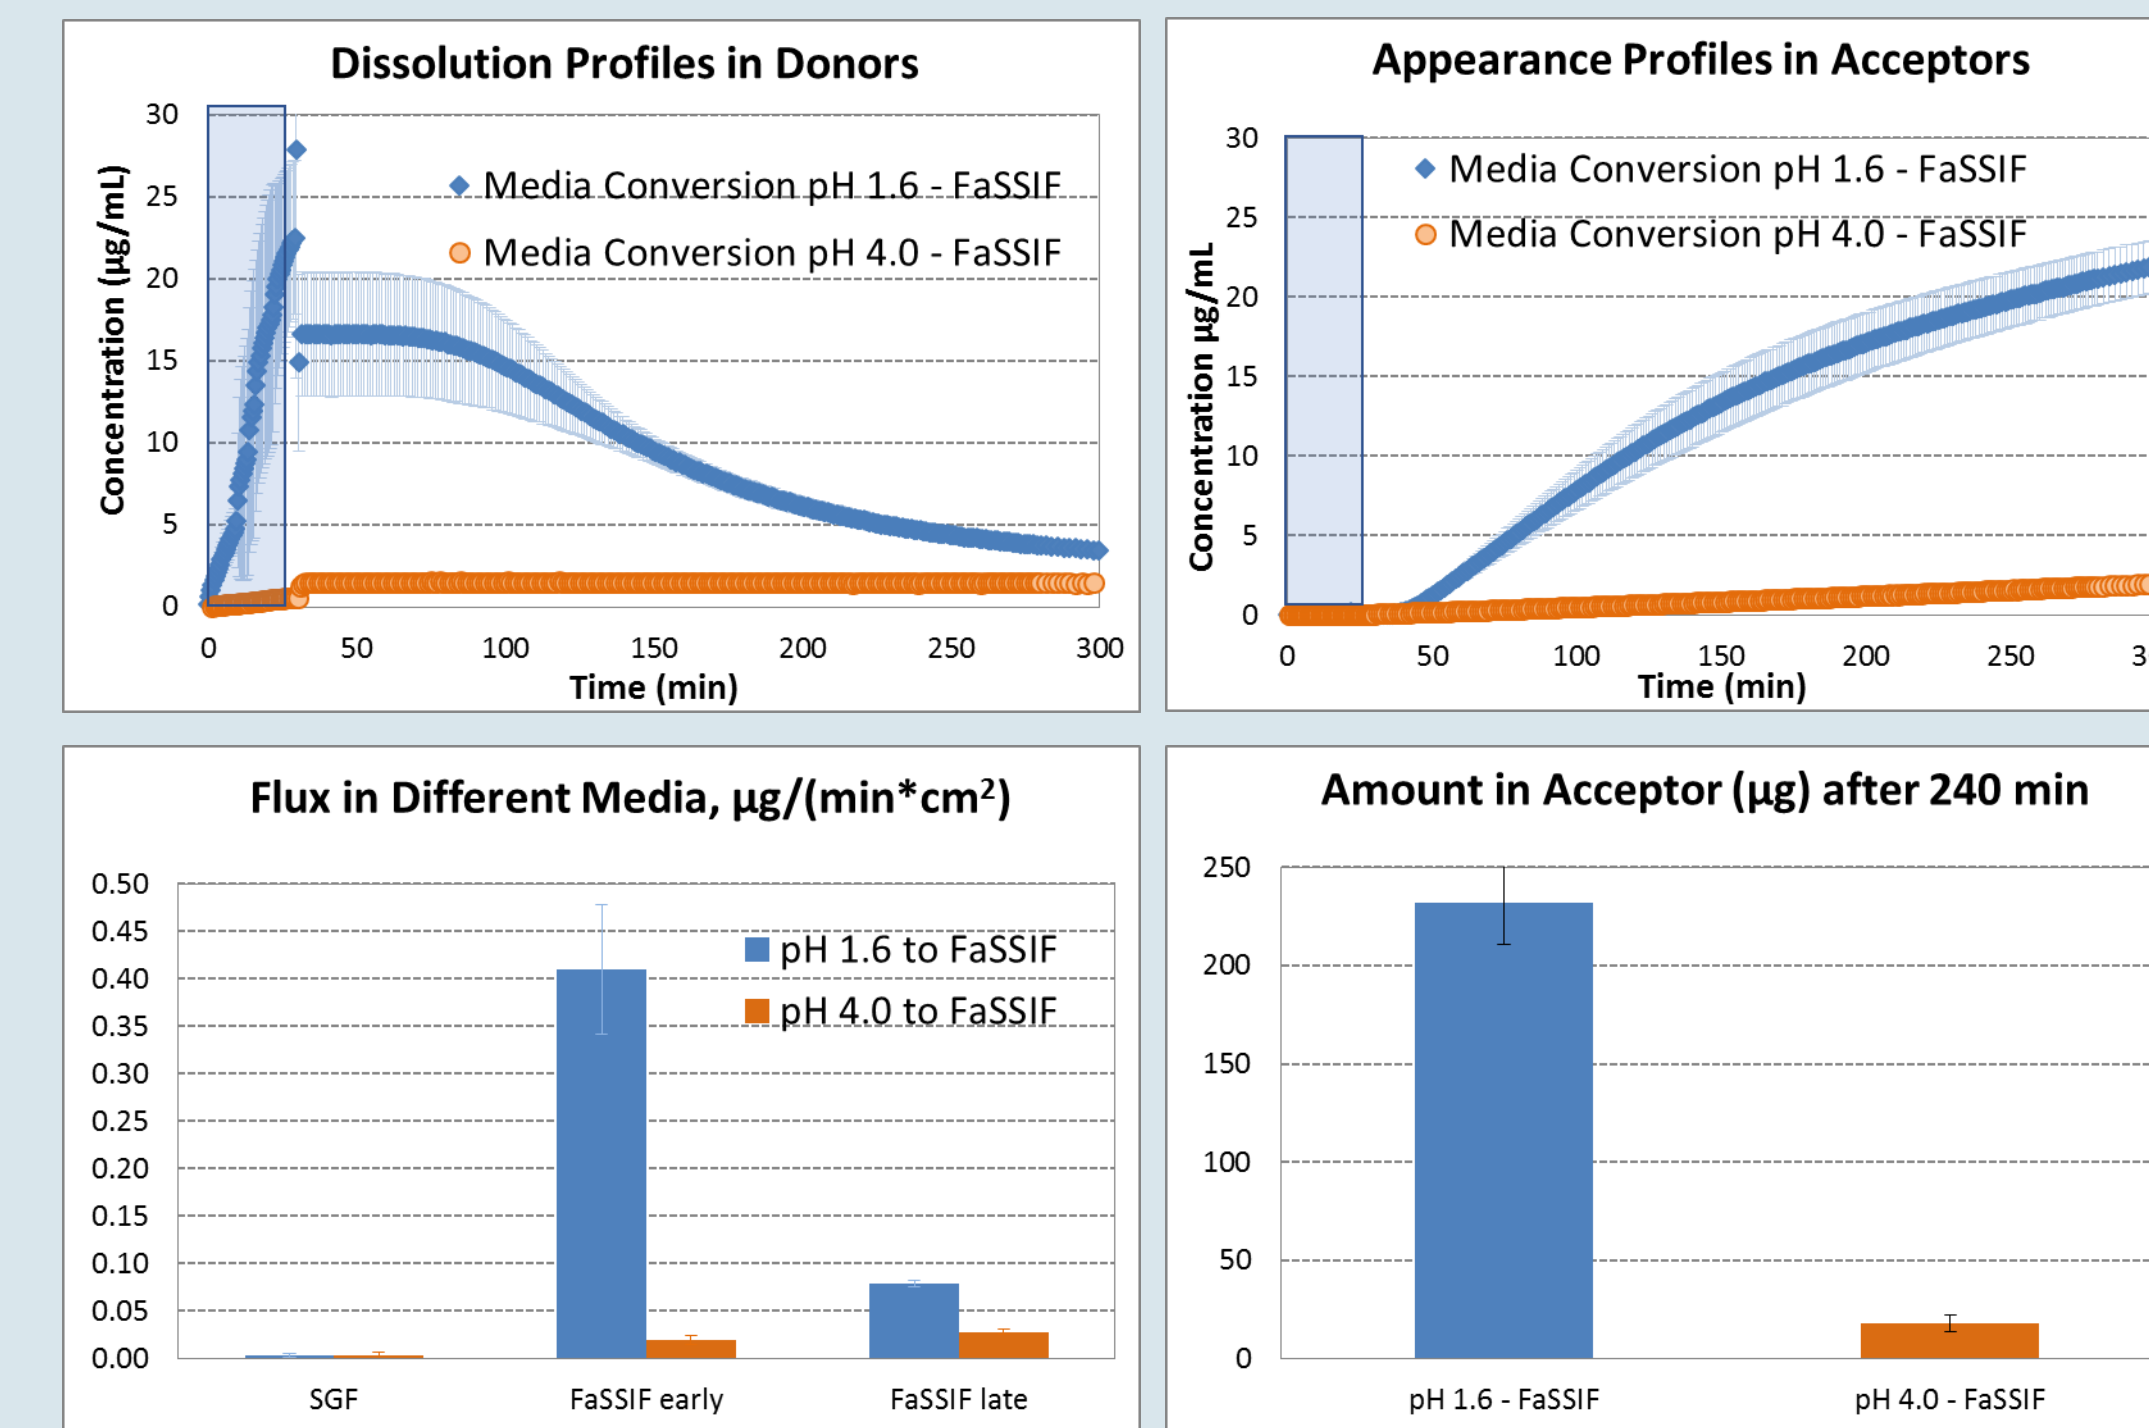 Dissolution Profiles in Donors
30
25
20
15
10
5
0
Concentration (µg/mL)
Media Conversion pH 1.6 - FaSSIF
Media Conversion pH 4.0 - FaSSIF
0 50 100 150 200 250 300
Time (min)
Appearance Profiles in Acceptors
30
25
20
15
10
5
0
Concentration µg/mL
Media Conversion pH 1.6 - FaSSIF
Media Conversion pH 4.0 - FaSSIF
0 50 100 150 200 250
Time (min)
Flux in Different Media, µg/(min*cm²)
0.50
0.45
0.40
0.35
0.30
0.25
0.20
0.15
0.10
0.05
0.00
pH 1.6 to FaSSIF
pH 4.0 to FaSSIF
SGF FaSSIF early FaSSIF late
Amount in Acceptor (µg) after 240 min
250
200
150
100
50
0
pH 1.6 - FaSSIF pH 4.0 - FaSSIF